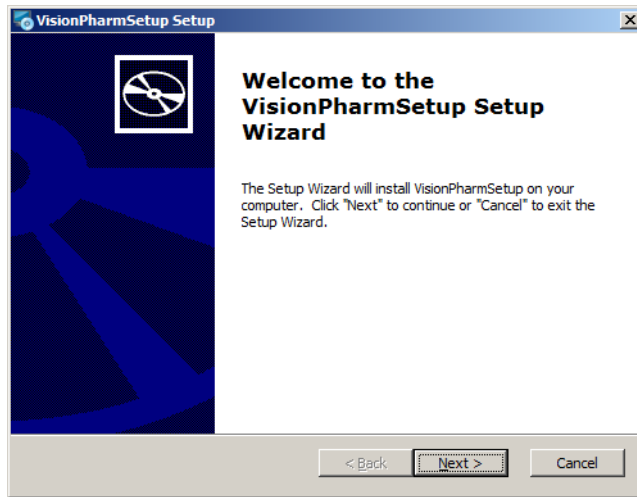 VisionPharmSetup Setup
Welcome to the
VisionPharmSetup Setup
Wizard
The Setup Wizard will install VisionPharmSetup on your
computer. Click "Next" to continue or "Cancel" to exit the
Setup Wizard.
< Back Next > Cancel